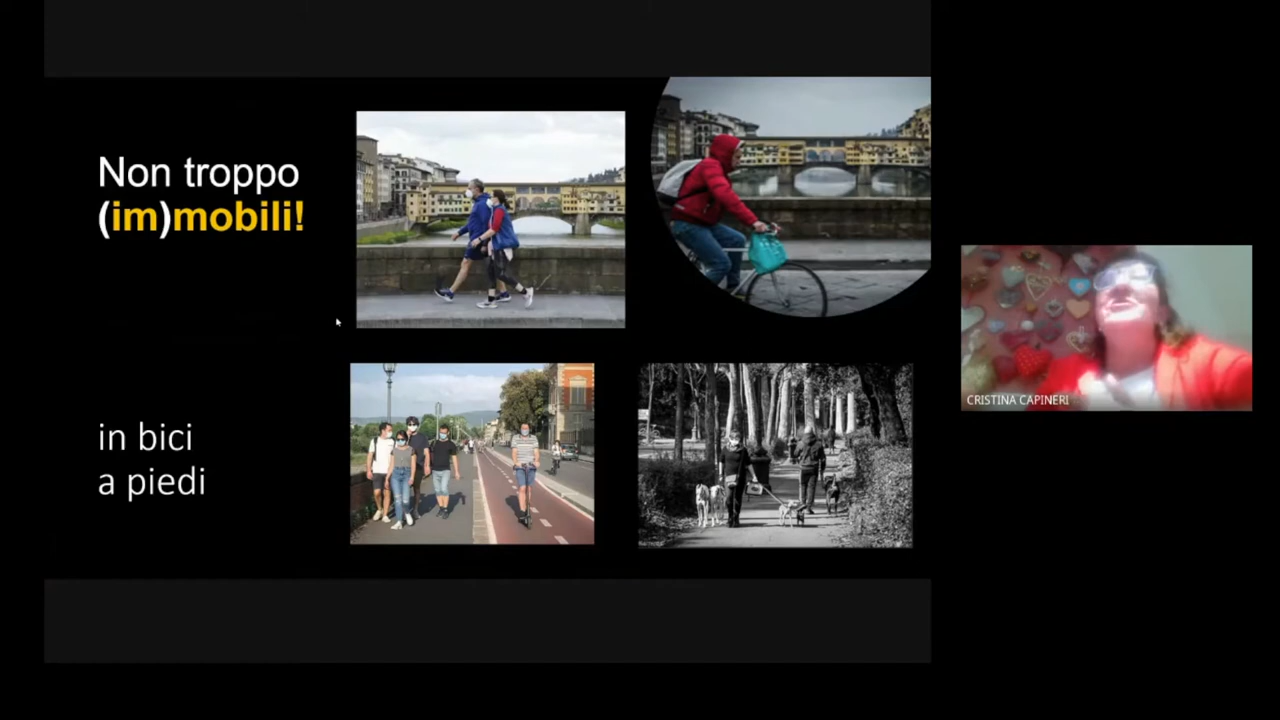 Non troppo
(im)mobili!
in bici
a piedi
CRISTINA CAPINERI